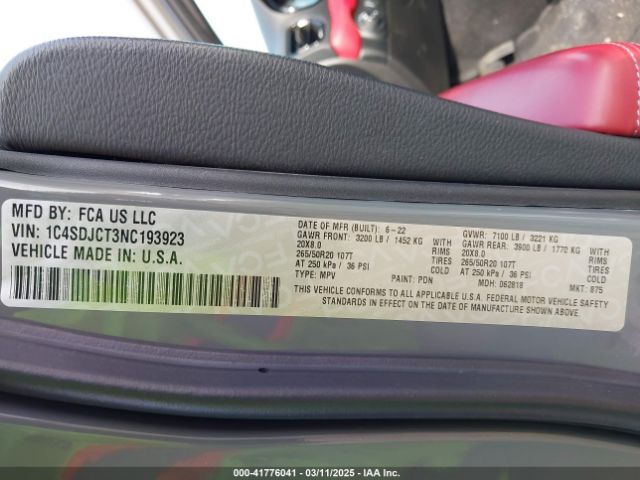 MFD BY: FCA US LLC
VIN: 1C4SDJCT3NC193923
VEHICLE MADE IN: U.S.A.
DATE OF MFR (BUILT): 6-22 GVWR: 7100 LB / 3221 KG
GAWR FRONT: 3200 LB / 1452 KG WITH GAWR REAR: 3900 LB / 1770 KG WITH
20X8.0 RIMS 20X8.0 RIMS
265/50R20 107T TIRES 265/50R20 107T TIRES
AT 250 kPa / 36 PSI COLD AT 250 kPa / 36 PSI COLD
TYPE: MPV PAINT: PDN MDH: 062818 MKT: 875
THIS VEHICLE CONFORMS TO ALL APPLICABLE U.S.A. FEDERAL MOTOR VEHICLE SAFETY
STANDARDS IN EFFECT ON THE DATE OF MANUFACTURE SHOWN ABOVE.
000-41776041 / 03/11/2025 - IAA Inc.